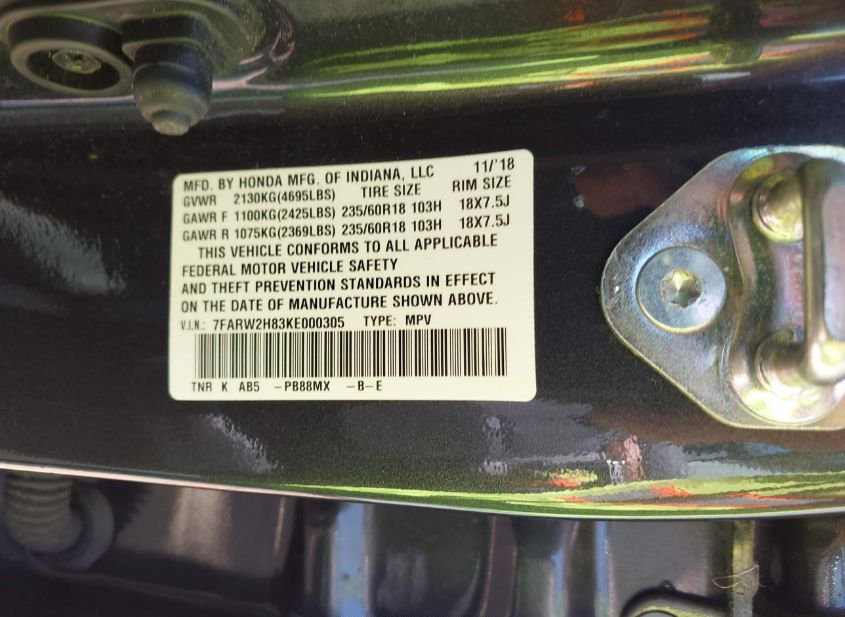 MFD. BY HONDA MFG. OF INDIANA, LLC 11/'18
GVWR 2130KG(4695LBS) TIRE SIZE RIM SIZE
GAWR F 1100KG(2425LBS) 235/60R18 103H 18X7.5J
GAWR R 1075KG(2369LBS) 235/60R18 103H 18X7.5J
THIS VEHICLE CONFORMS TO ALL APPLICABLE
FEDERAL MOTOR VEHICLE SAFETY
AND THEFT PREVENTION STANDARDS IN EFFECT
ON THE DATE OF MANUFACTURE SHOWN ABOVE.
V.I.N.: 7FARW2H83KE000305 TYPE: MPV
TNR K AB5 -PB88MX -B-E